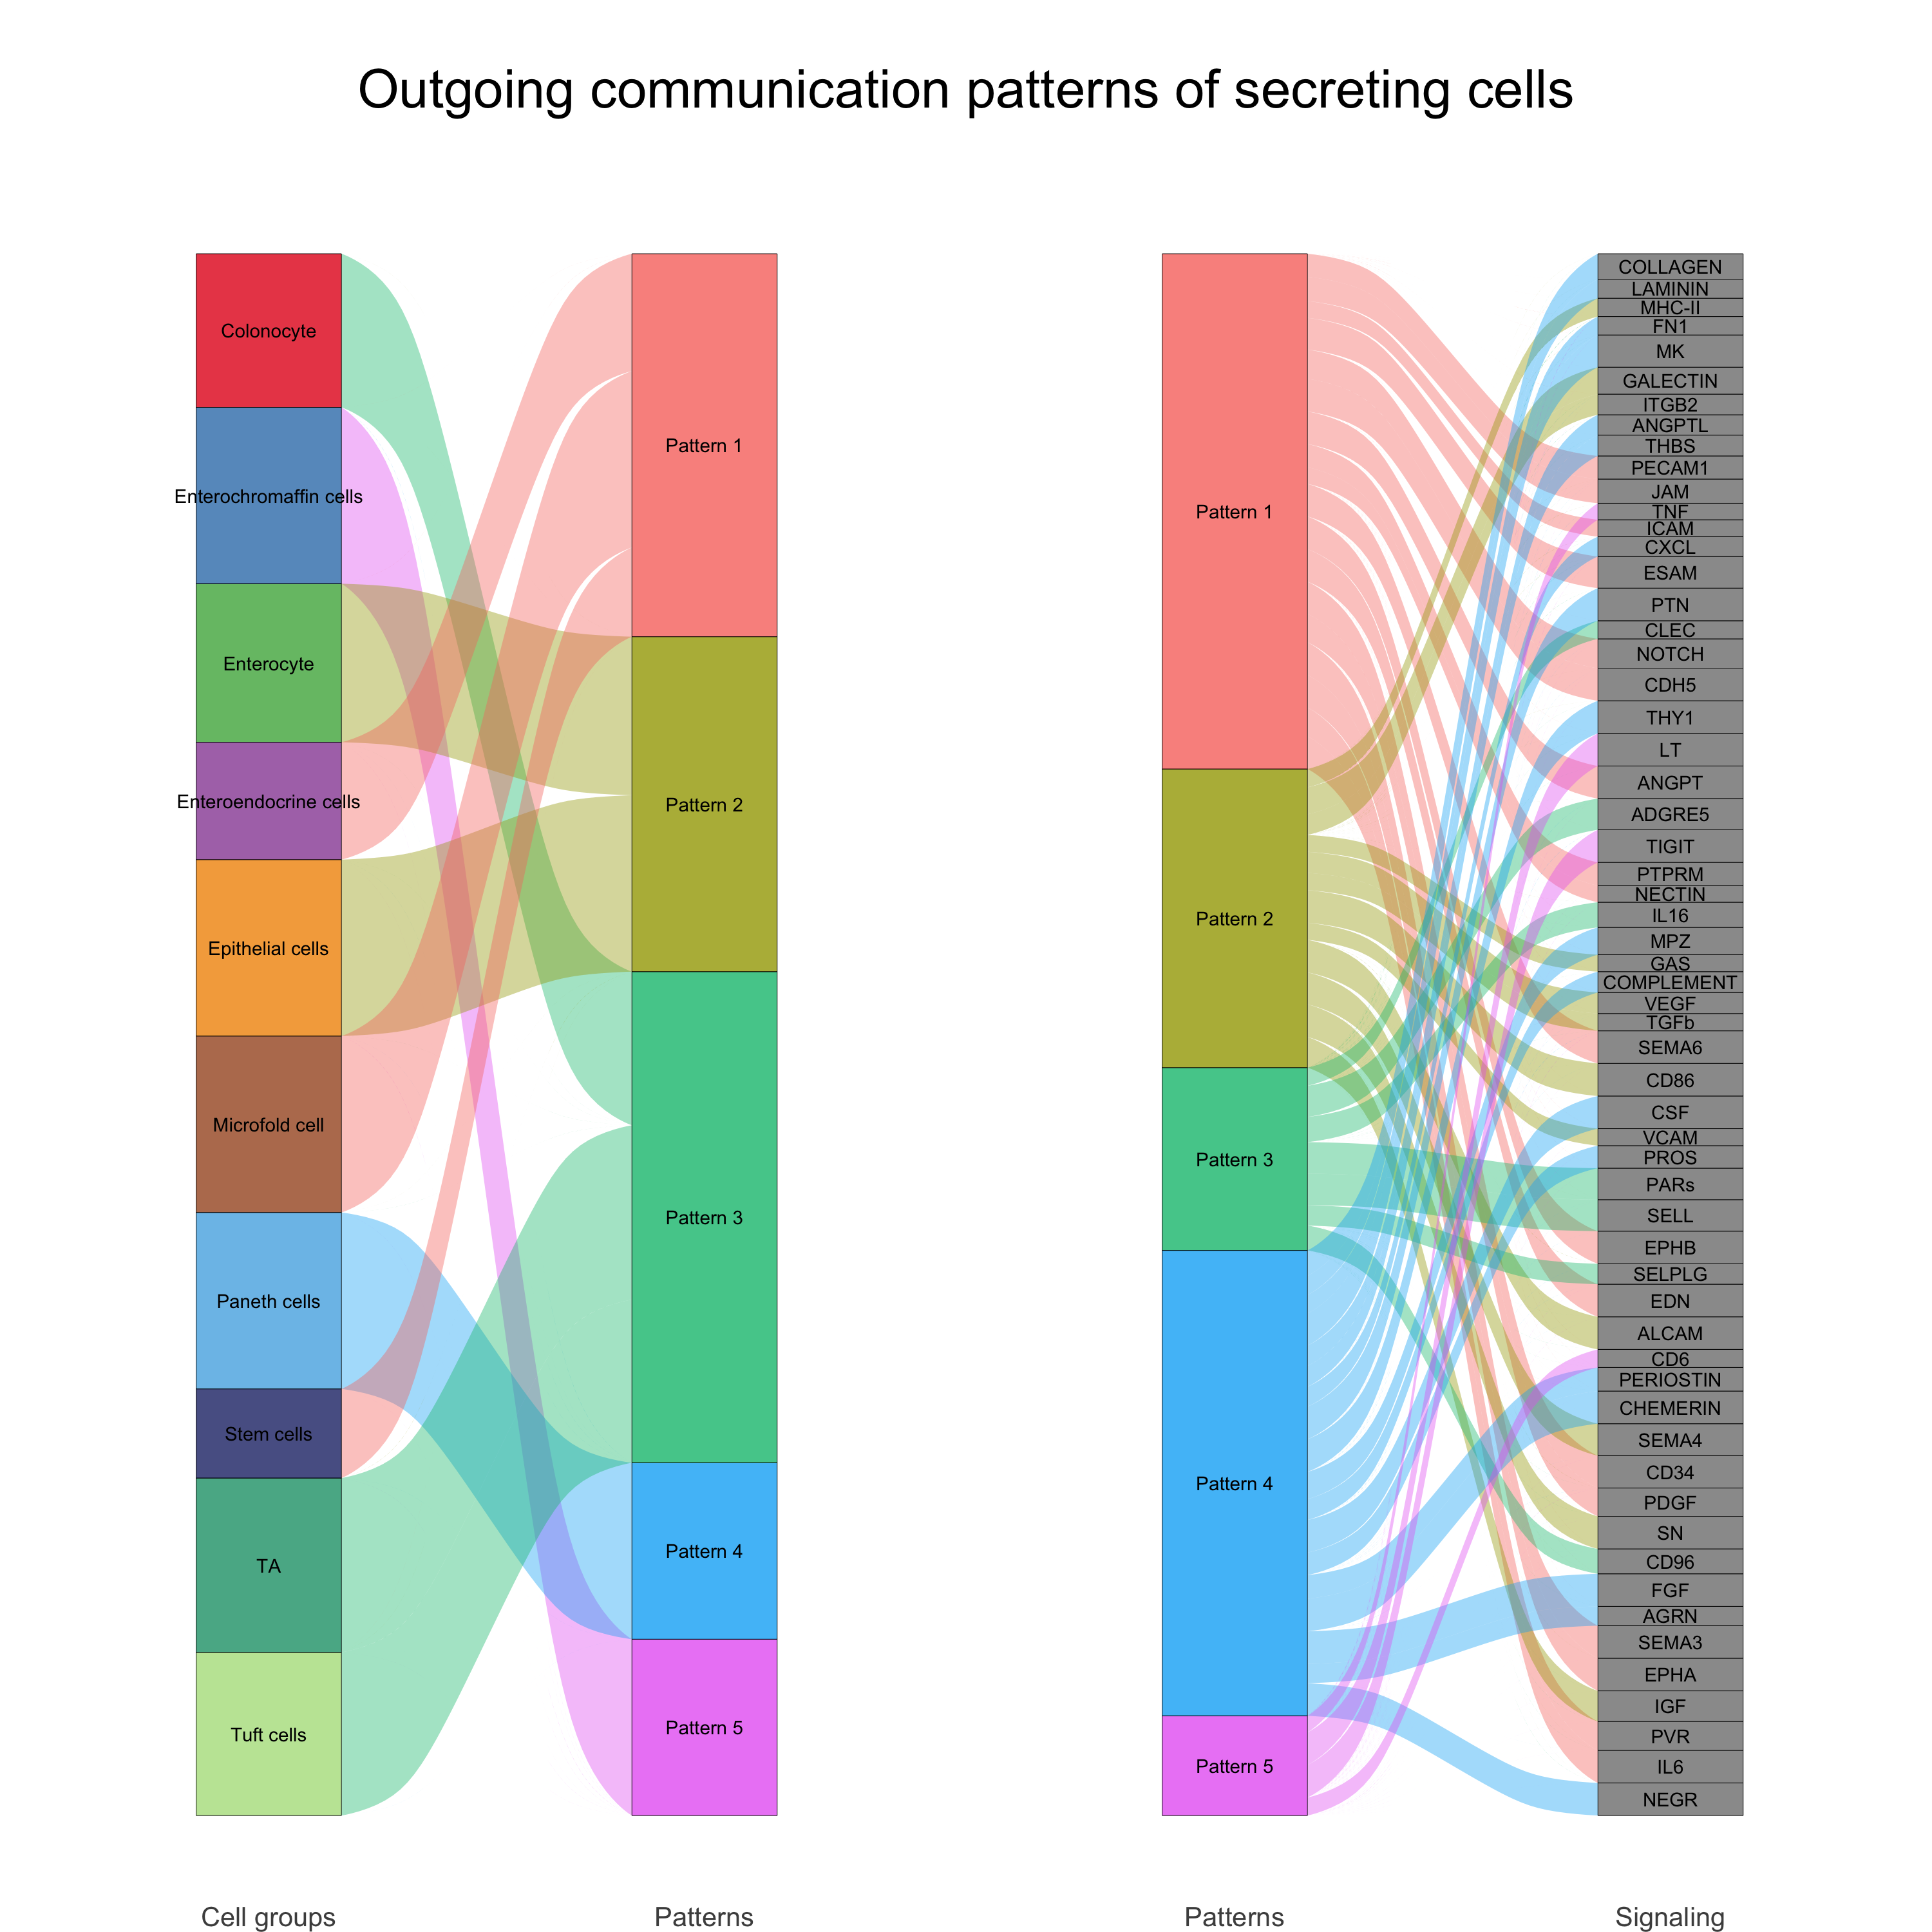 Outgoing communication patterns of secreting cells
Colonocyte
Enterochromaffin cells
Enterocyte
Enteroendocrine cells
Epithelial cells
Microfold cell
Paneth cells
Stem cells
TA
Tuft cells
Pattern 1
Pattern 2
Pattern 3
Pattern 4
Pattern 5
Pattern 1
Pattern 2
Pattern 3
Pattern 4
Pattern 5
COLLAGEN
LAMININ
MHC-II
FN1
MK
GALECTIN
ITGB2
ANGPTL
THBS
PECAM1
JAM
TNF
ICAM
CXCL
ESAM
PTN
CLEC
NOTCH
CDH5
THY1
LT
ANGPT
ADGRE5
TIGIT
PTPRM
NECTIN
IL16
MPZ
GAS
COMPLEMENT
VEGF
TGFb
SEMA6
CD86
CSF
VCAM
PROS
PARs
SELL
EPHB
SELPLG
EDN
ALCAM
CD6
PERIOSTIN
CHEMERIN
SEMA4
CD34
PDGF
SN
CD96
FGF
AGRN
SEMA3
EPHA
IGF
PVR
IL6
NEGR
Cell groups
Patterns
Patterns
Signaling